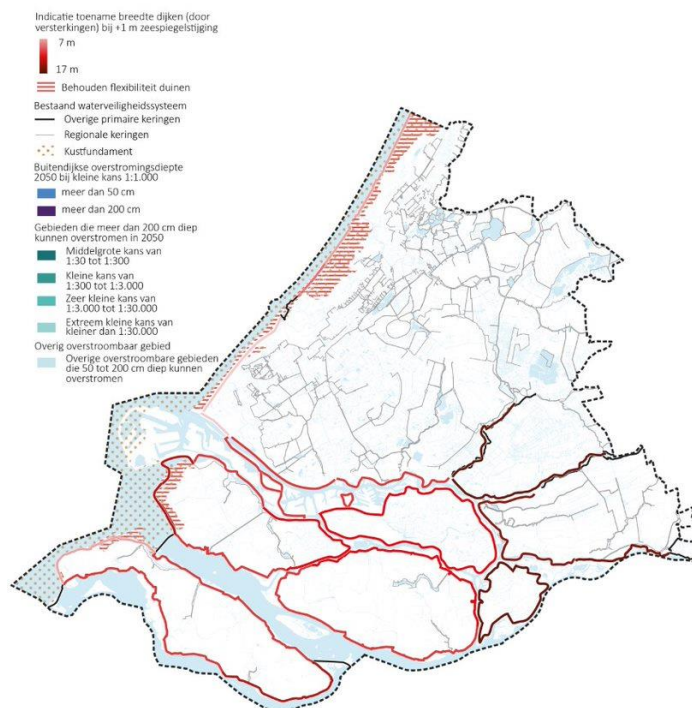 Indicatie toename breedte dijken (door
versterkingen) bij +1 m zeespiegelstijging
7 m
17 m
Behouden flexibiliteit duinen
Bestaand waterveiligheidssysteem
Overige primaire keringen
Regionale keringen
Kustfundament
Buitendijkse overstromingsdiepte
2050 bij kleine kans 1:1.000
meer dan 50 cm
meer dan 200 cm
Gebieden die meer dan 200 cm diep
kunnen overstromen in 2050
Middelgrote kans van
1:30 tot 1:300
Kleine kans van
1:300 tot 1:3.000
Zeer kleine kans van
1:3.000 tot 1:30.000
Extreem kleine kans van
kleiner dan 1:30.000
Overig overstroombaar gebied
Overige overstroombare gebieden
die 50 tot 200 cm diep kunnen
overstromen